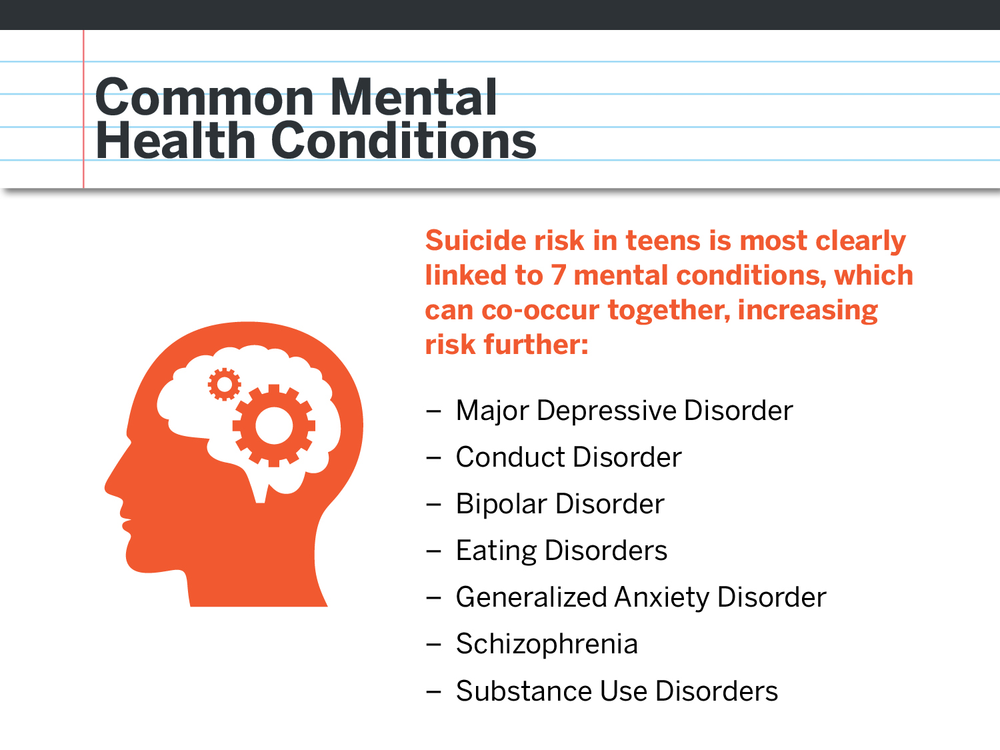 Common Mental
Health Conditions
Suicide risk in teens is most clearly
linked to 7 mental conditions, which
can co-occur together, increasing
risk further:
– Major Depressive Disorder
– Conduct Disorder
– Bipolar Disorder
– Eating Disorders
– Generalized Anxiety Disorder
– Schizophrenia
– Substance Use Disorders